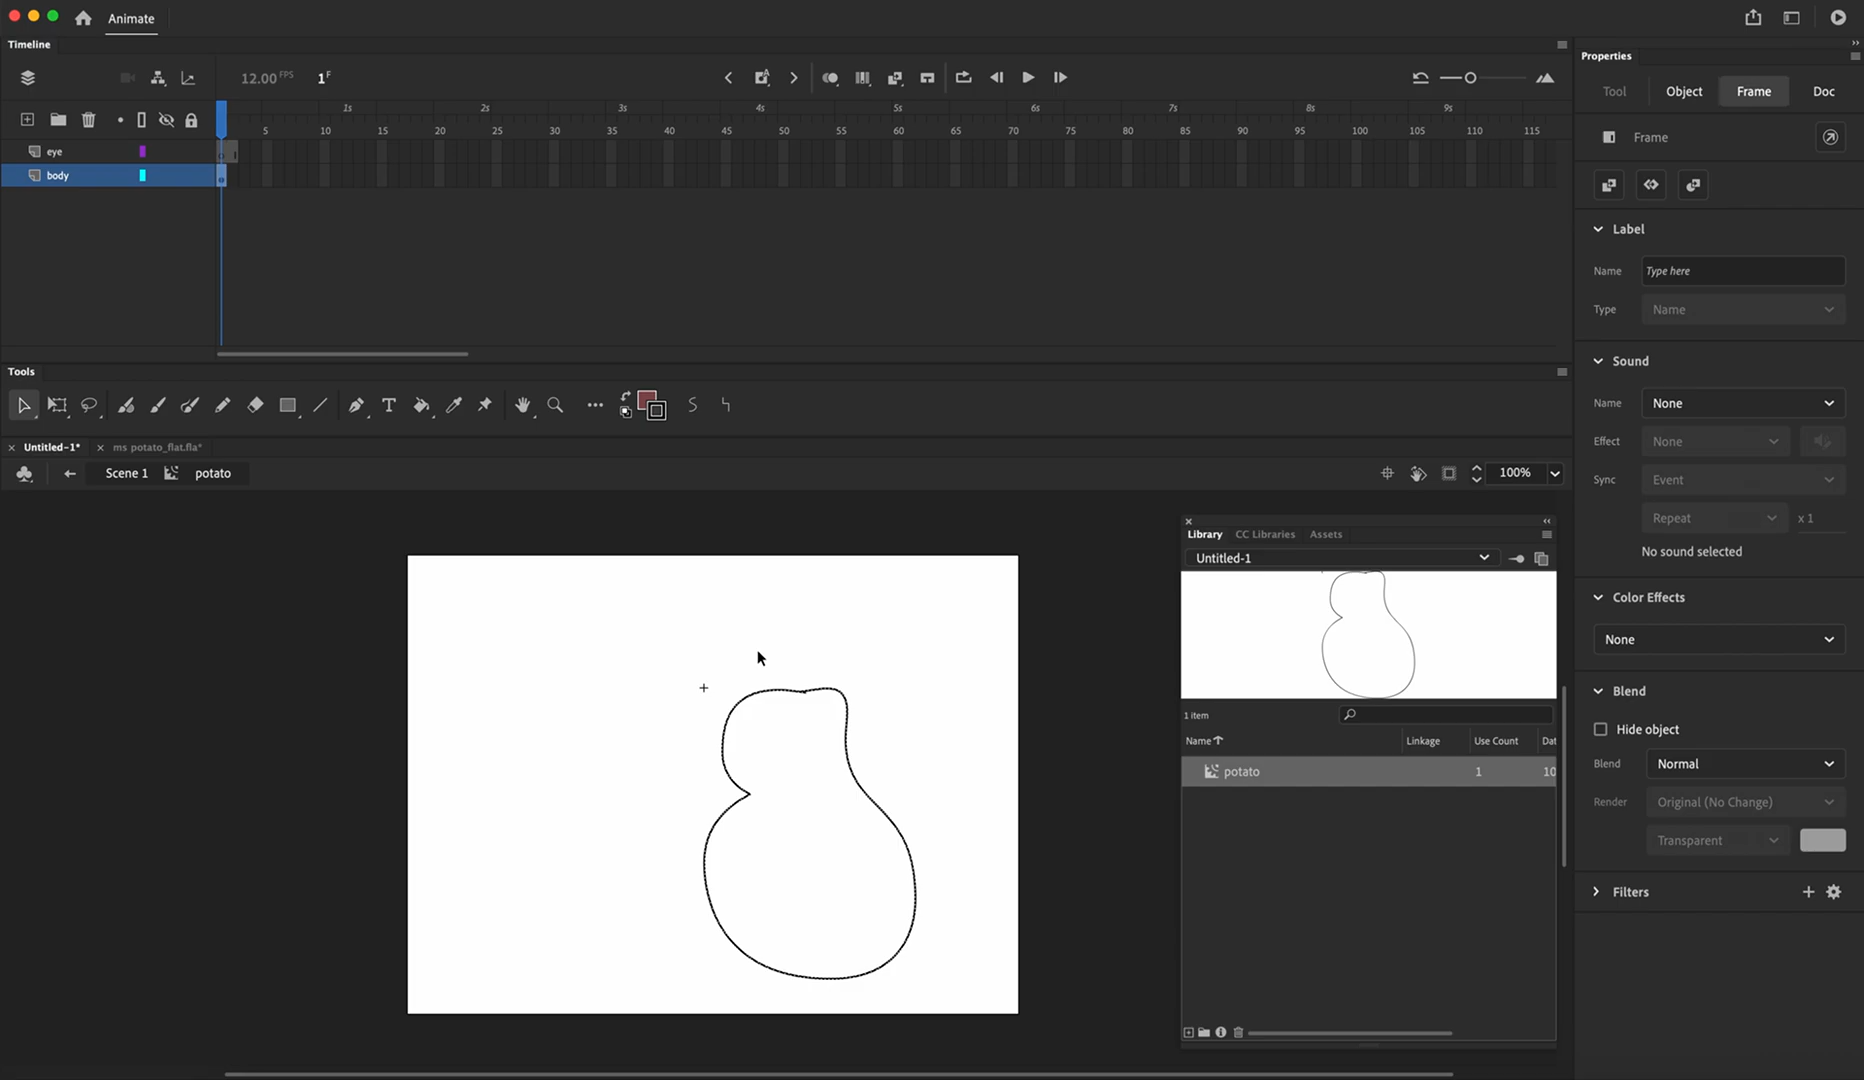 Animate
Timeline
Properties
12.00 FPS 1 F
Tool Object Frame Doc
1s 2s 3s 4s 5s 6s 7s 8s 9s
5 10 15 20 25 30 35 40 45 50 55 60 65 70 75 80 85 90 95 100 105 110 115
Frame
eye
body
Label
Name Type here
Type Name
Sound
Tools
Name None
Effect None
Untitled-1* ms potato_flat.fla*
Scene 1 potato 100%
Sync Event
Repeat x 1
No sound selected
Library CC Libraries Assets
Untitled-1
Color Effects
None
Blend
1 item
Hide object
Name Linkage Use Count Dat
Blend Normal
potato 1 10
Render Original (No Change)
Transparent
Filters